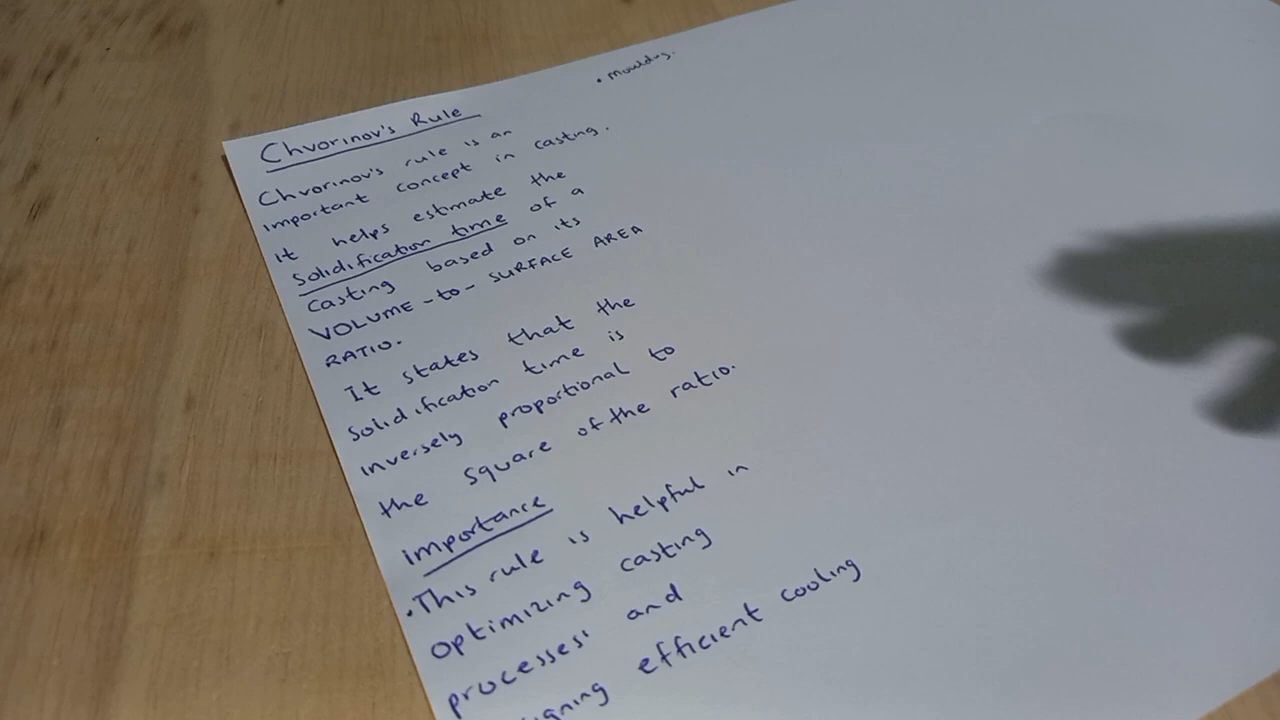 • Moulding.
Chvorinov's Rule
Chvorinov's rule is an
important concept in casting.
it helps estimate the
Solidification time of a
Casting based on its
VOLUME-to-SURFACE AREA
RATIO.
It states that the
Solidification time is
inversely proportional to
the Square of the ratio.
importance
•This rule is helpful in
optimizing casting
processes and
efficient cooling